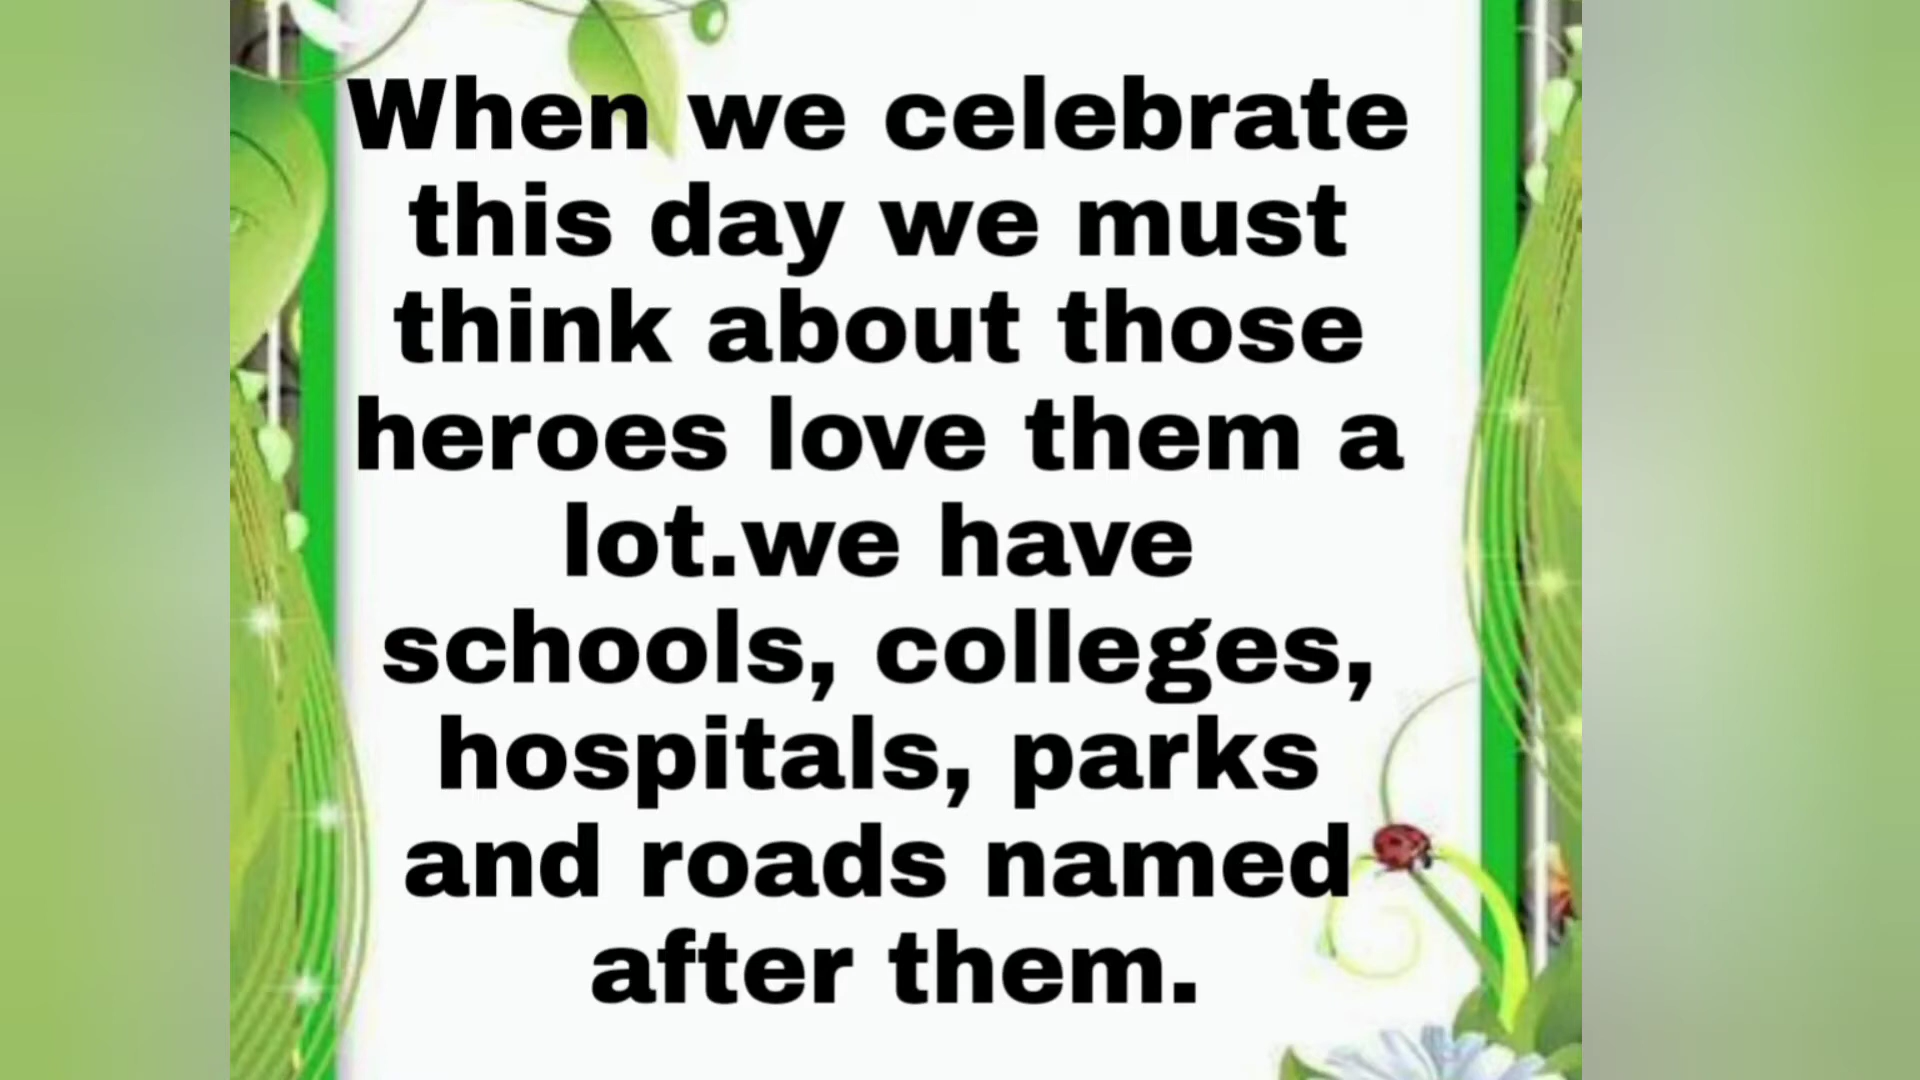 When we celebrate
this day we must
think about those
heroes love them a
lot.we have
schools, colleges,
hospitals, parks
and roads named
after them.